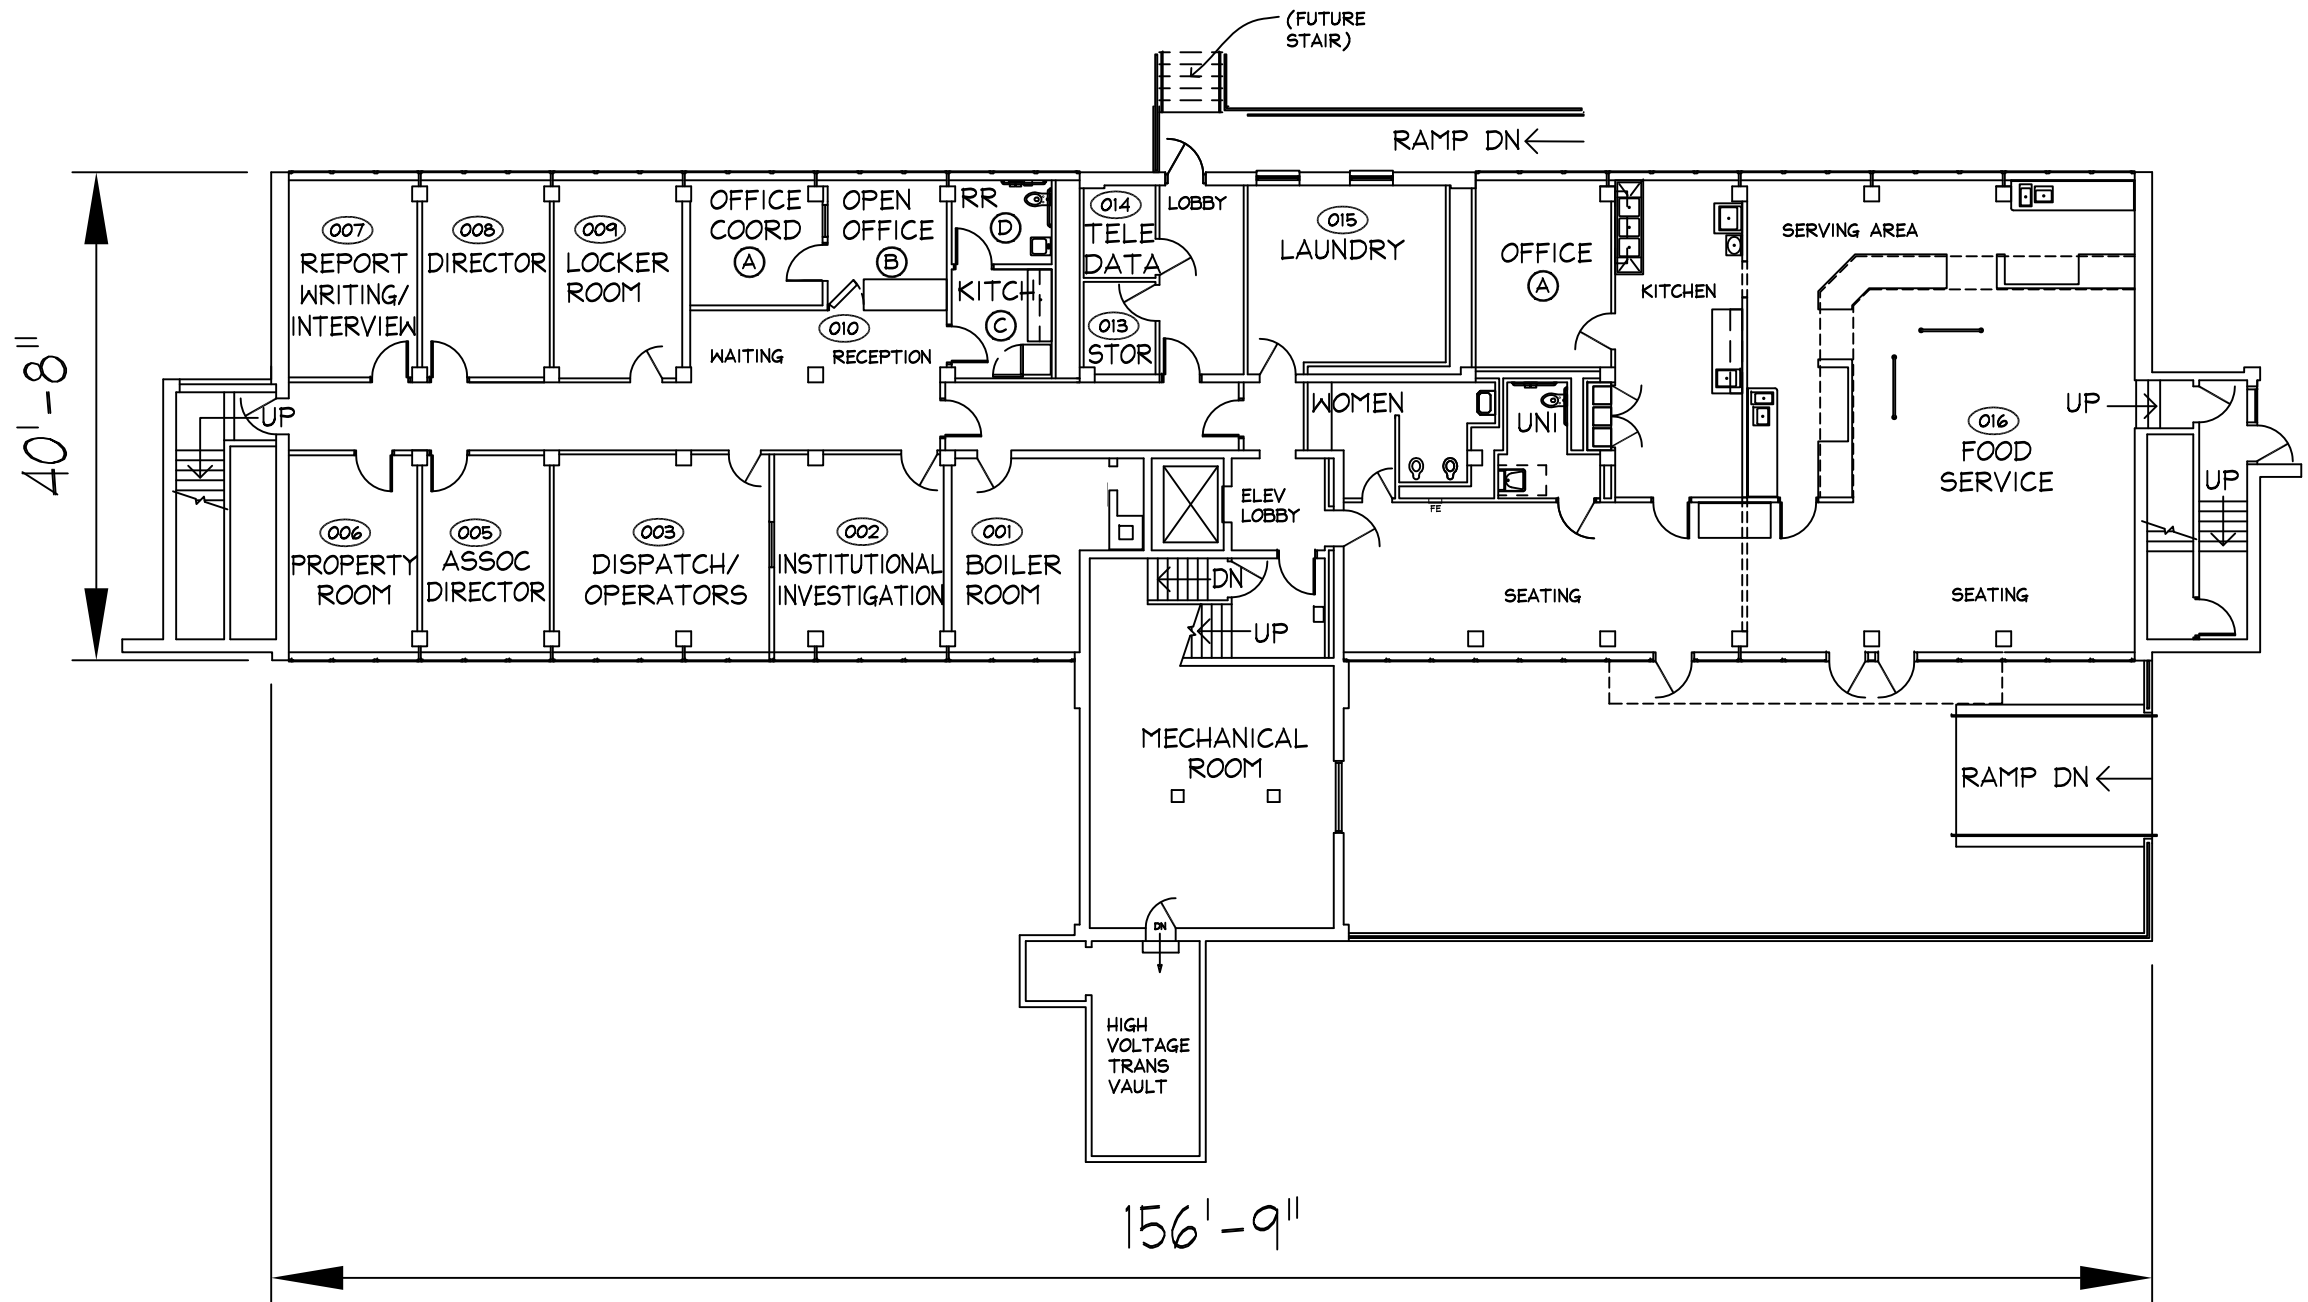 (FUTURE
STAIR)
RAMP DN
40'-8"
007
REPORT
WRITING/
INTERVIEW
008
DIRECTOR
009
LOCKER
ROOM
OFFICE
COORD
A
OPEN
OFFICE
B
RR
D
KITCH
C
010
WAITING
RECEPTION
014
TELE
DATA
013
STOR
LOBBY
015
LAUNDRY
OFFICE
A
KITCHEN
SERVING AREA
UP
WOMEN
UNI
016
FOOD
SERVICE
UP
UP
006
PROPERTY
ROOM
005
ASSOC
DIRECTOR
003
DISPATCH/
OPERATORS
002
INSTITUTIONAL
INVESTIGATION
001
BOILER
ROOM
ELEV
LOBBY
FE
DN
UP
SEATING
SEATING
MECHANICAL
ROOM
RAMP DN
DN
HIGH
VOLTAGE
TRANS
VAULT
156'-9"